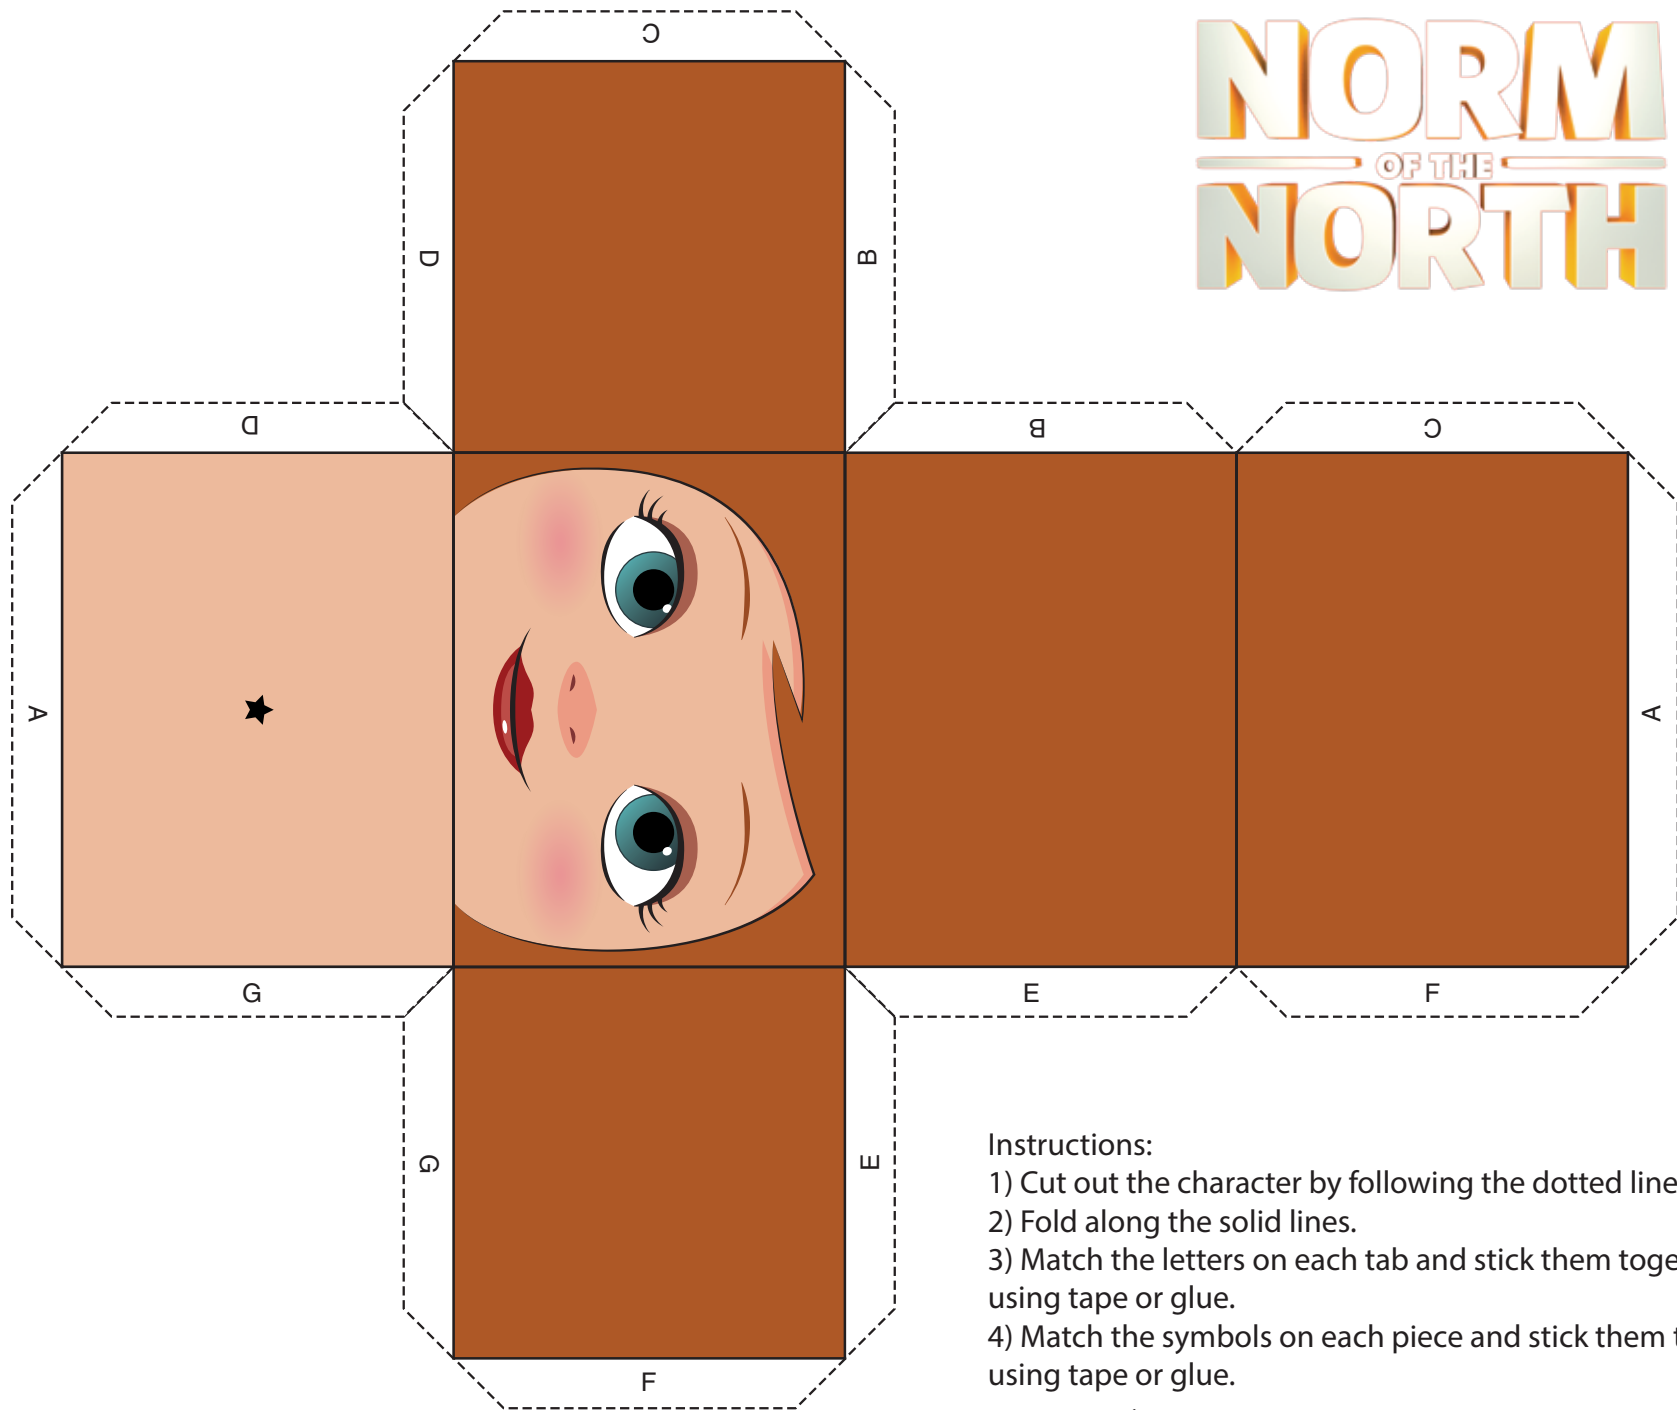 C
NORM
OF THE
NORTH
D
B
D
B
C
A
A
G
E
F
G
E
Instructions:
1) Cut out the character by following the dotted line
2) Fold along the solid lines.
3) Match the letters on each tab and stick them toge
using tape or glue.
4) Match the symbols on each piece and stick them t
using tape or glue.
F